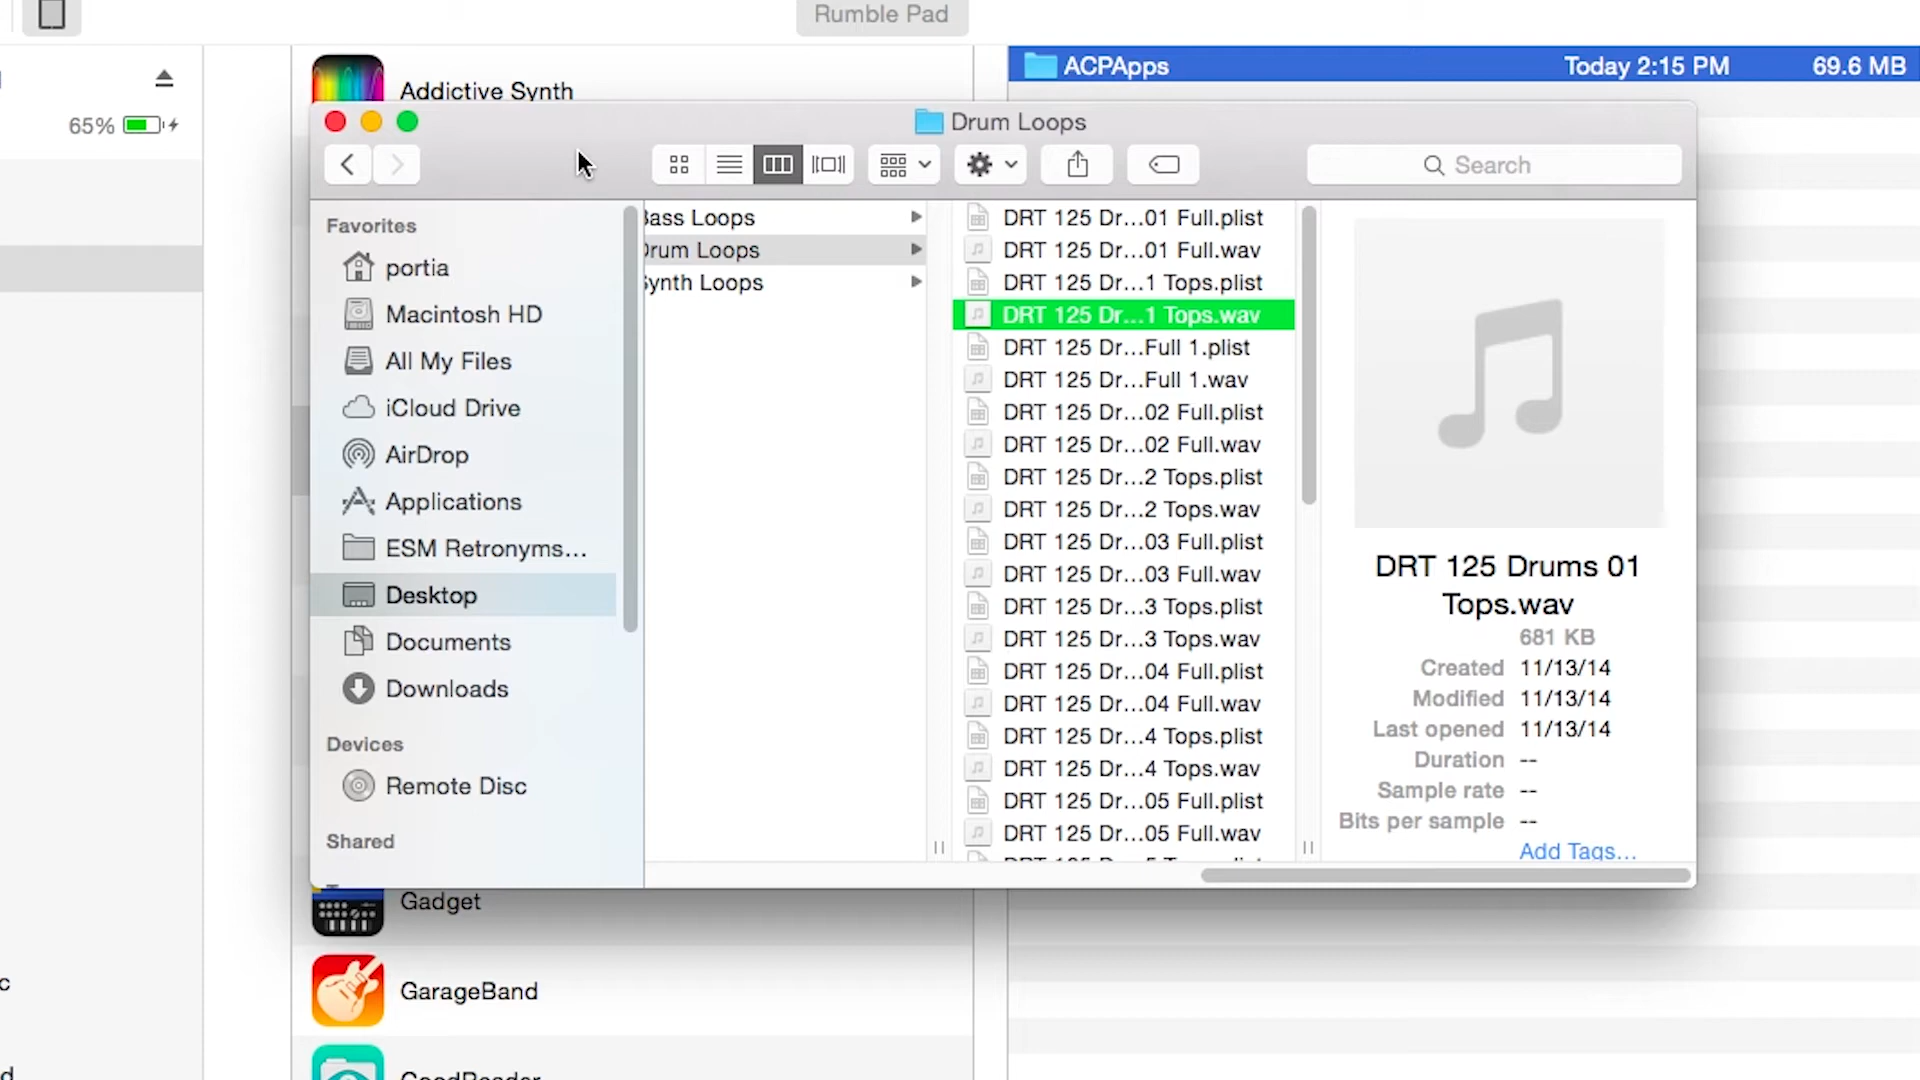 Rumble Pad
65%
Addictive Synth
ACPApps Today 2:15 PM 69.6 MB
Drum Loops
Search
Favorites
portia
Macintosh HD
All My Files
iCloud Drive
AirDrop
Applications
ESM Retronyms...
Desktop
Documents
Downloads
Devices
Remote Disc
Shared
Bass Loops
Drum Loops
Synth Loops
DRT 125 Dr...01 Full.plist
DRT 125 Dr...01 Full.wav
DRT 125 Dr...1 Tops.plist
DRT 125 Dr...1 Tops.wav
DRT 125 Dr...Full 1.plist
DRT 125 Dr...Full 1.wav
DRT 125 Dr...02 Full.plist
DRT 125 Dr...02 Full.wav
DRT 125 Dr...2 Tops.plist
DRT 125 Dr...2 Tops.wav
DRT 125 Dr...03 Full.plist
DRT 125 Dr...03 Full.wav
DRT 125 Dr...3 Tops.plist
DRT 125 Dr...3 Tops.wav
DRT 125 Dr...04 Full.plist
DRT 125 Dr...04 Full.wav
DRT 125 Dr...4 Tops.plist
DRT 125 Dr...4 Tops.wav
DRT 125 Dr...05 Full.plist
DRT 125 Dr...05 Full.wav
DRT 125 Drums 01
Tops.wav
681 KB
Created 11/13/14
Modified 11/13/14
Last opened 11/13/14
Duration --
Sample rate --
Bits per sample --
Add Tags...
Gadget
GarageBand
GoodReader